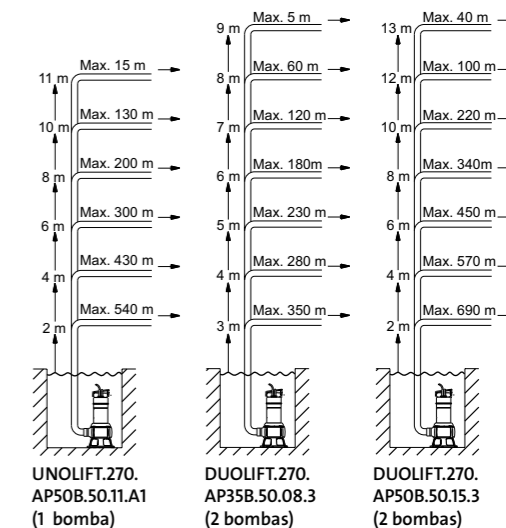 11 m
Max. 15 m
10 m
Max. 130 m
8 m
Max. 200 m
6 m
Max. 300 m
4 m
Max. 430 m
2 m
Max. 540 m
UNOLIFT.270.
AP50B.50.11.A1
(1 bomba)
9 m
Max. 5 m
8 m
Max. 60 m
7 m
Max. 120 m
6 m
Max. 180m
5 m
Max. 230 m
4 m
Max. 280 m
3 m
Max. 350 m
DUOLIFT.270.
AP35B.50.08.3
(2 bombas)
13 m
Max. 40 m
12 m
Max. 100 m
10 m
Max. 220 m
8 m
Max. 340m
6 m
Max. 450 m
4 m
Max. 570 m
2 m
Max. 690 m
DUOLIFT.270.
AP50B.50.15.3
(2 bombas)